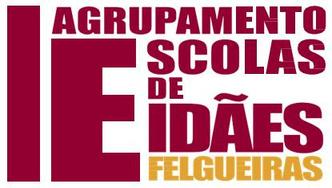 IE
AGRUPAMENTO
SCOLAS
DE
IDÃES
FELGUEIRAS